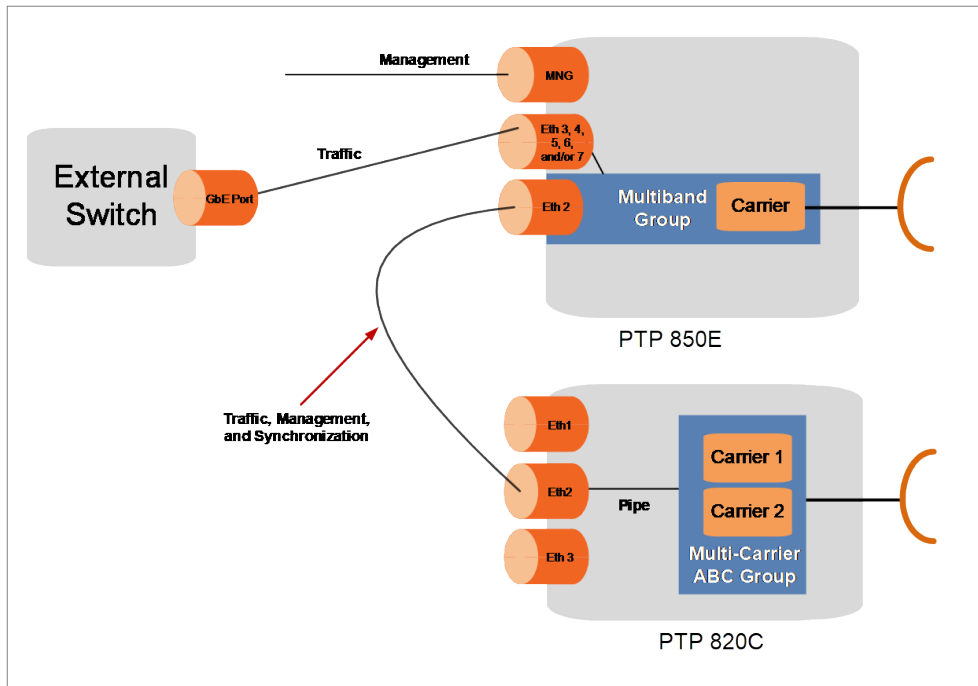 Management
MNG
Eth 3, 4,
5, 6,
and/or 7
Traffic
External
Switch
GbE Port
Eth 2
Multiband
Group
Carrier
PTP 850E
Traffic, Management,
and Synchronization
Eth1
Eth2
Eth 3
Pipe
Carrier 1
Carrier 2
Multi-Carrier
ABC Group
PTP 820C